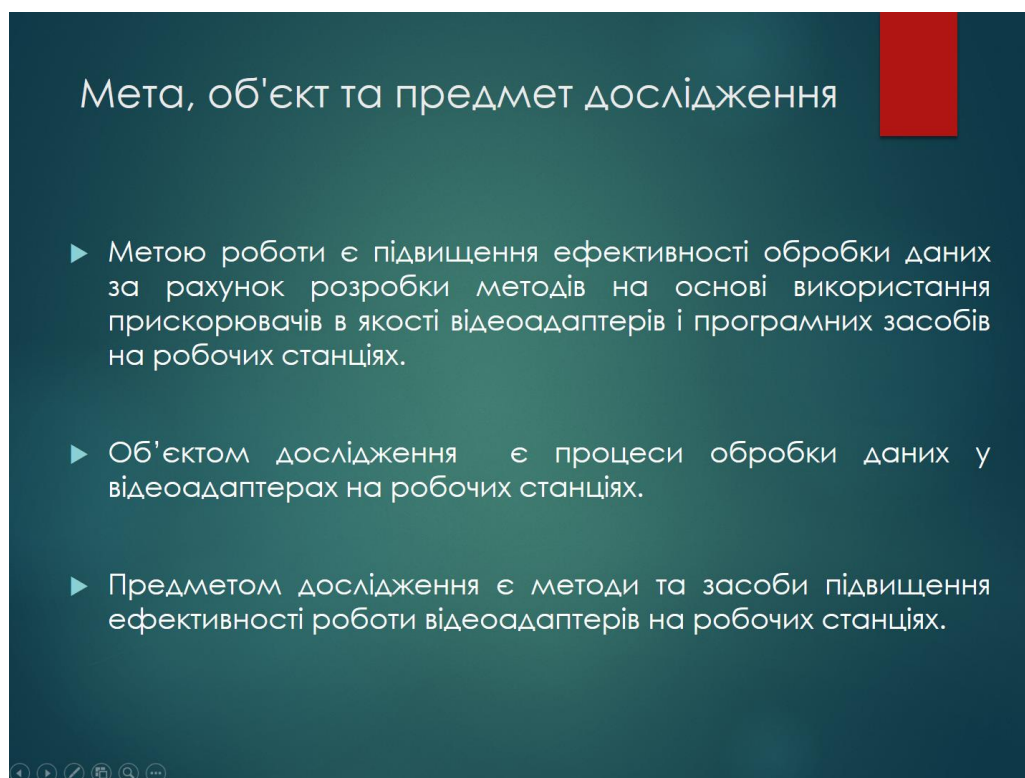 Мета, об'єкт та предмет дослідження
Метою роботи є підвищення ефективності обробки даних
за рахунок розробки методів на основі використання
прискорювачів в якості відеоадаптерів і програмних засобів
на робочих станціях.
Об’єктом дослідження є процеси обробки даних у
відеоадаптерах на робочих станціях.
Предметом дослідження є методи та засоби підвищення
ефективності роботи відеоадаптерів на робочих станціях.